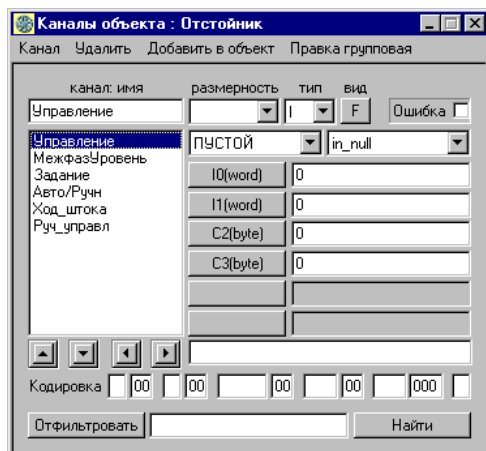 Каналы объекта : Отстойник
Канал Удалить Добавить в объект Правка групповая
канал: имя размерность тип вид
Управление I F Ошибка
Управление ПУСТОЙ in_null
МежфазУровень
Задание I0(word) 0
Авто/Ручн
Ход_штока I1(word) 0
Руч_управл
C2(byte) 0
C3(byte) 0
Кодировка 00 00 00 00 000
Отфильтровать Найти